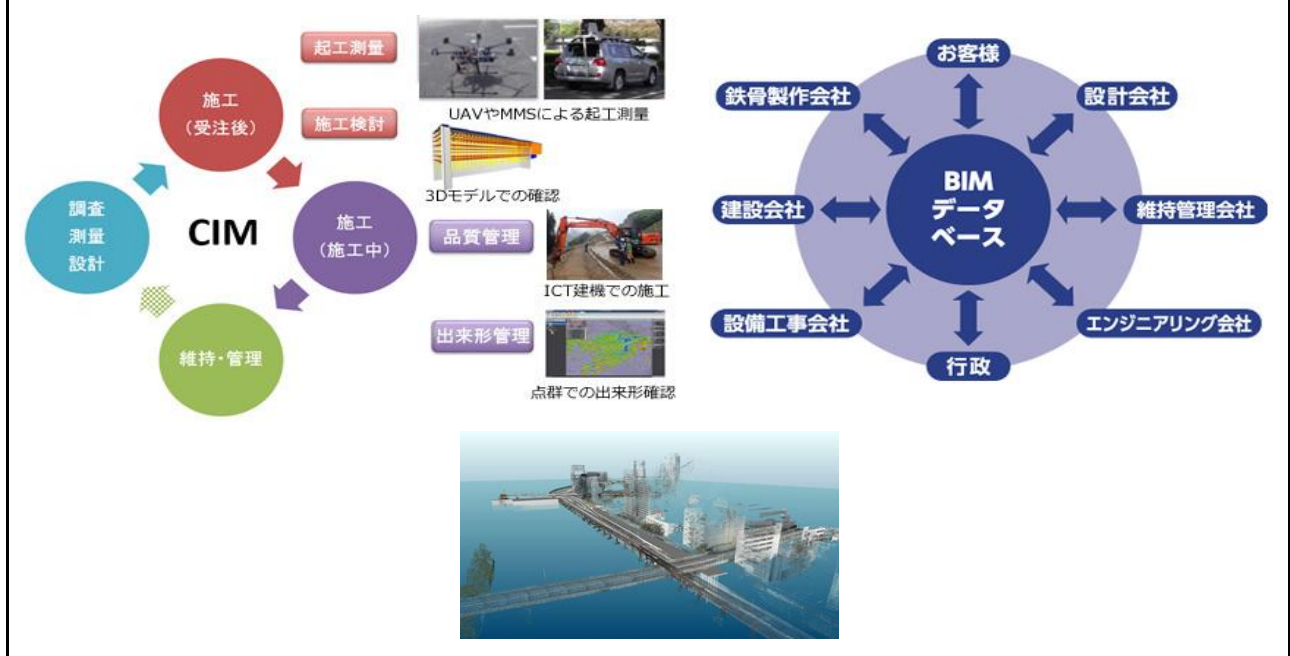 起工測量
施工
(受注後)
施工検討
UAVやMMSによる起工測量
3Dモデルでの確認
調査
測量
設計
CIM
施工
(施工中)
品質管理
ICT建機での施工
維持・管理
出来形管理
点群での出来形確認
お客様
鉄骨製作会社
設計会社
BIM
データ
ベース
建設会社
維持管理会社
設備工事会社
エンジニアリング会社
行政